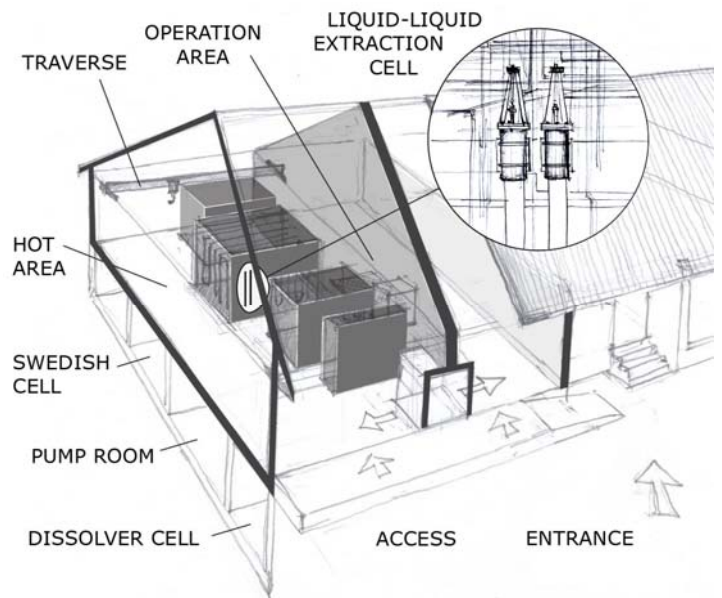 LIQUID-LIQUID
EXTRACTION
CELL
OPERATION
AREA
TRAVERSE
HOT
AREA
SWEDISH
CELL
PUMP ROOM
DISSOLVER CELL
ACCESS
ENTRANCE